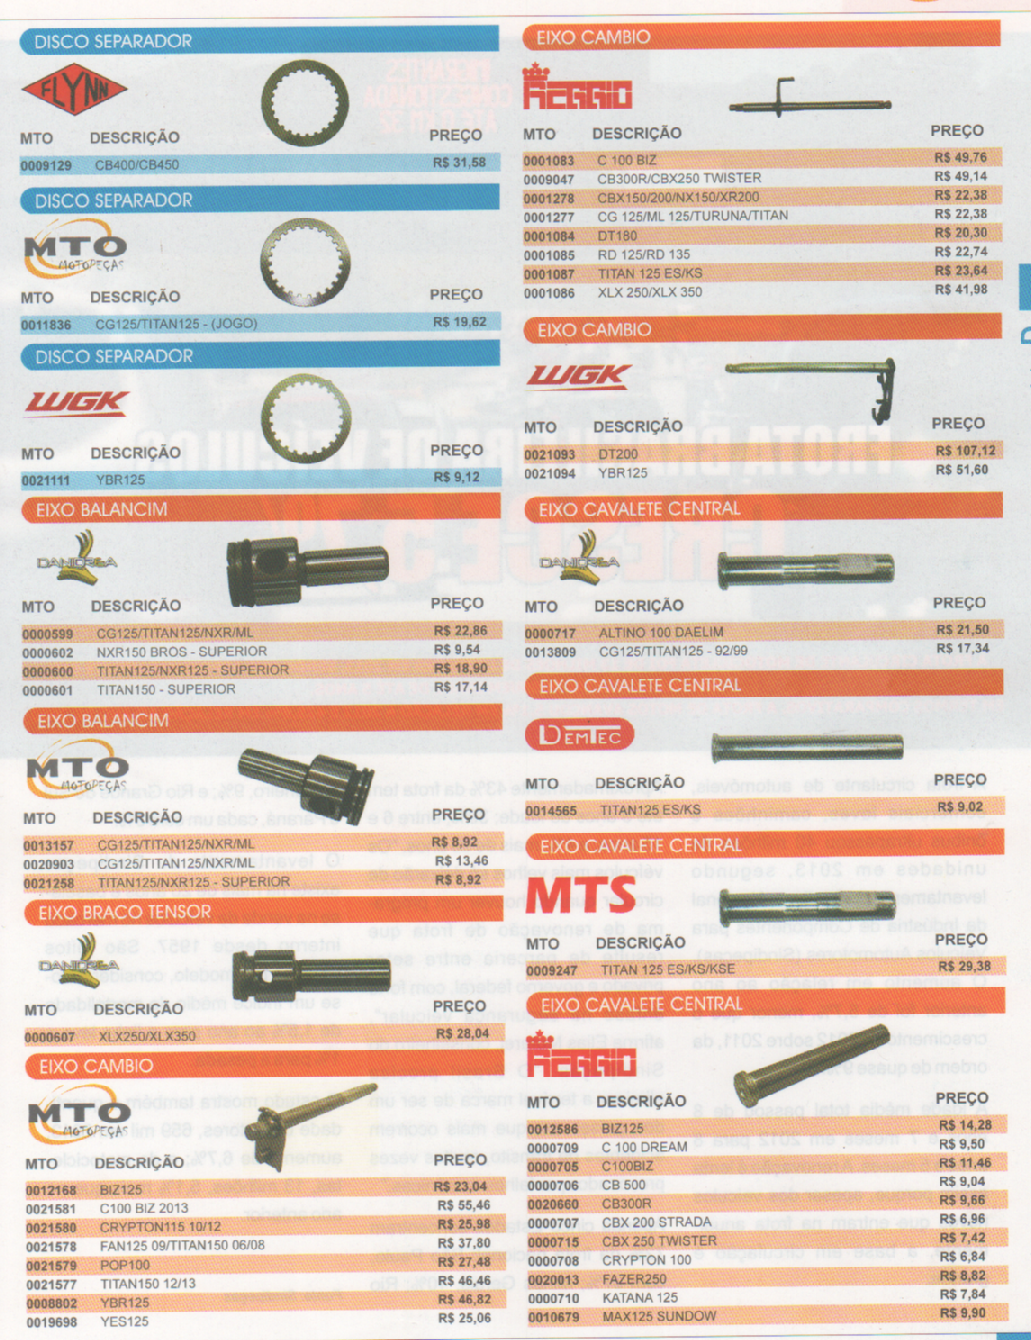 DISCO SEPARADOR
FLYNN
MTO DESCRIÇÃO PREÇO
0009129 CB400/CB450 R$ 31,58
DISCO SEPARADOR
MTO
MOTOPEÇAS
MTO DESCRIÇÃO PREÇO
0011836 CG125/TITAN125 - (JOGO) R$ 19,62
DISCO SEPARADOR
WGK
MTO DESCRIÇÃO PREÇO
0021111 YBR125 R$ 9,12
EIXO BALANCIM
DANIDREA
MTO DESCRIÇÃO PREÇO
0000599 CG125/TITAN125/NXR/ML R$ 22,86
0000602 NXR150 BROS - SUPERIOR R$ 9,54
0000600 TITAN125/NXR125 - SUPERIOR R$ 18,90
0000601 TITAN150 - SUPERIOR R$ 17,14
EIXO BALANCIM
MTO
MOTOPEÇAS
MTO DESCRIÇÃO PREÇO
0013157 CG125/TITAN125/NXR/ML R$ 8,92
0020903 CG125/TITAN125/NXR/ML R$ 13,46
0021258 TITAN125/NXR125 - SUPERIOR R$ 8,92
EIXO BRACO TENSOR
DANIDREA
MTO DESCRIÇÃO PREÇO
0000607 XLX250/XLX350 R$ 28,04
EIXO CAMBIO
MTO
MOTOPEÇAS
MTO DESCRIÇÃO PREÇO
0012168 BIZ125 R$ 23,04
0021581 C100 BIZ 2013 R$ 55,46
0021580 CRYPTON115 10/12 R$ 25,98
0021578 FAN125 09/TITAN150 06/08 R$ 37,80
0021579 POP100 R$ 27,48
0021577 TITAN150 12/13 R$ 46,46
0008802 YBR125 R$ 46,82
0019698 YES125 R$ 25,06
EIXO CAMBIO
REGGIO
MTO DESCRIÇÃO PREÇO
0001083 C 100 BIZ R$ 49,76
0009047 CB300R/CBX250 TWISTER R$ 49,14
0001278 CBX150/200/NX150/XR200 R$ 22,38
0001277 CG 125/ML 125/TURUNA/TITAN R$ 22,38
0001084 DT180 R$ 20,30
0001085 RD 125/RD 135 R$ 22,74
0001087 TITAN 125 ES/KS R$ 23,64
0001086 XLX 250/XLX 350 R$ 41,98
EIXO CAMBIO
WGK
MTO DESCRIÇÃO PREÇO
0021093 DT200 R$ 107,12
0021094 YBR125 R$ 51,60
EIXO CAVALETE CENTRAL
DANIDREA
MTO DESCRIÇÃO PREÇO
0000717 ALTINO 100 DAELIM R$ 21,50
0013809 CG125/TITAN125 - 92/99 R$ 17,34
EIXO CAVALETE CENTRAL
DEMTEC
MTO DESCRIÇÃO PREÇO
0014565 TITAN125 ES/KS R$ 9,02
EIXO CAVALETE CENTRAL
MTS
MTO DESCRIÇÃO PREÇO
0009247 TITAN 125 ES/KS/KSE R$ 29,38
EIXO CAVALETE CENTRAL
REGGIO
MTO DESCRIÇÃO PREÇO
0012586 BIZ125 R$ 14,28
0000709 C 100 DREAM R$ 9,50
0000705 C100BIZ R$ 11,46
0000706 CB 500 R$ 9,04
0020660 CB300R R$ 9,66
0000707 CBX 200 STRADA R$ 6,96
0000715 CBX 250 TWISTER R$ 7,42
0000708 CRYPTON 100 R$ 6,84
0020013 FAZER250 R$ 8,82
0000710 KATANA 125 R$ 7,84
0010679 MAX125 SUNDOW R$ 9,90